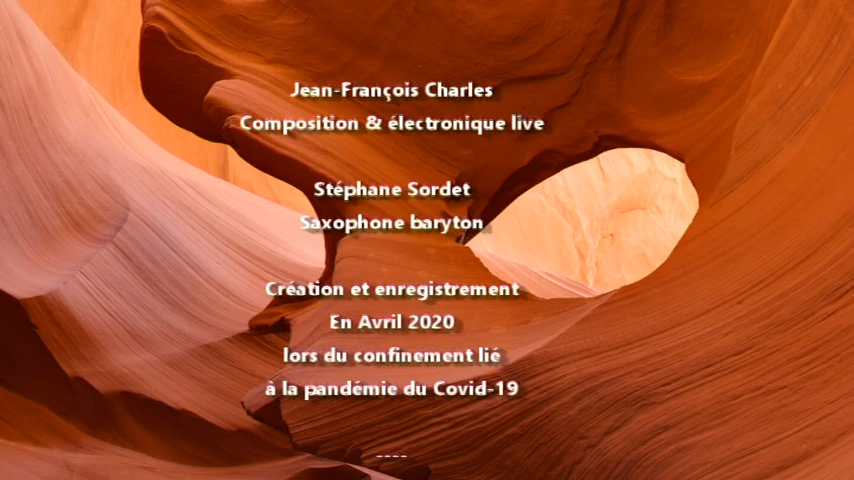 Jean-François Charles
Composition & électronique live
Stéphane Sordet
Saxophone baryton
Création et enregistrement
En Avril 2020
lors du confinement lié
à la pandémie du Covid-19
----